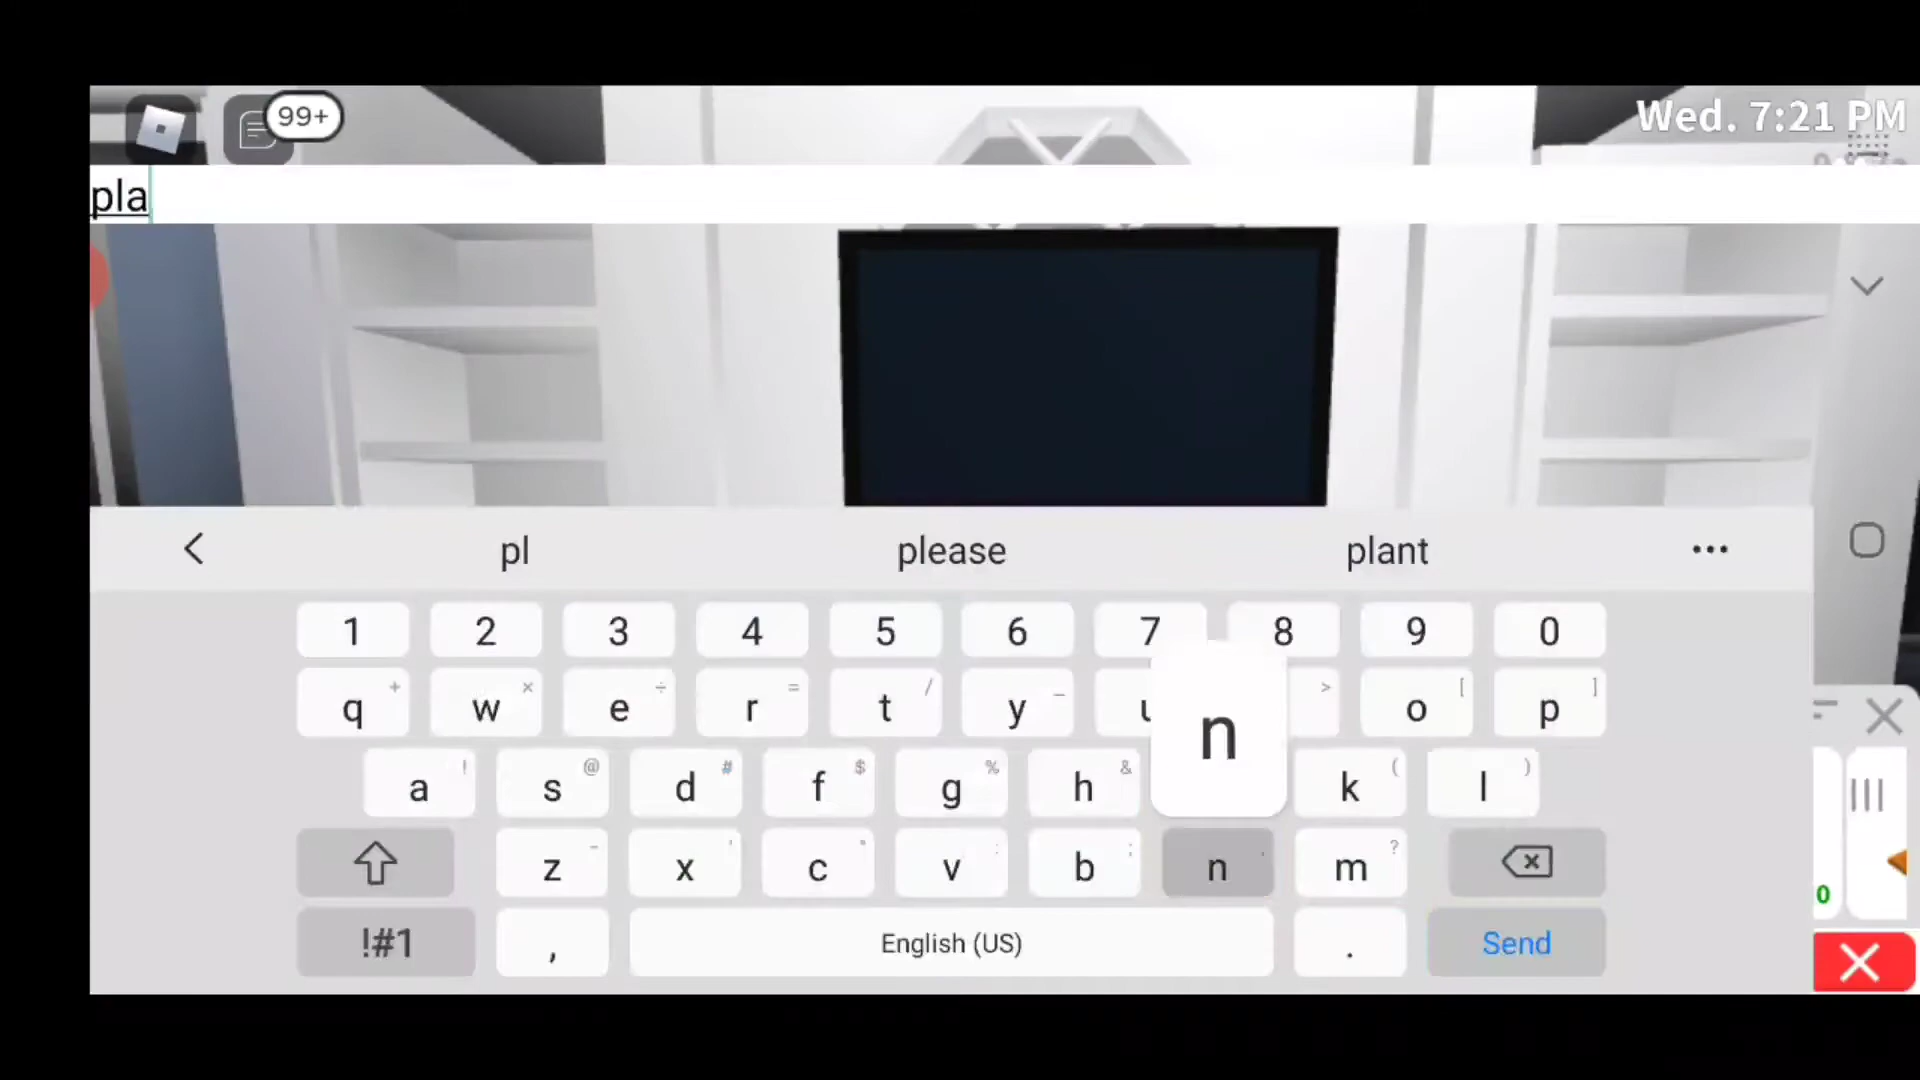 99+
Wed. 7:21 PM
pla
pl please plant
1 2 3 4 5 6 7 8 9 0
q + w × e ÷ r = t / y _ u > o [ p ]
a ! s @ d # f $ g % h & k ( l )
n
z - x ' c " v : b ; n , m ?
!#1 , English (US) . Send
0